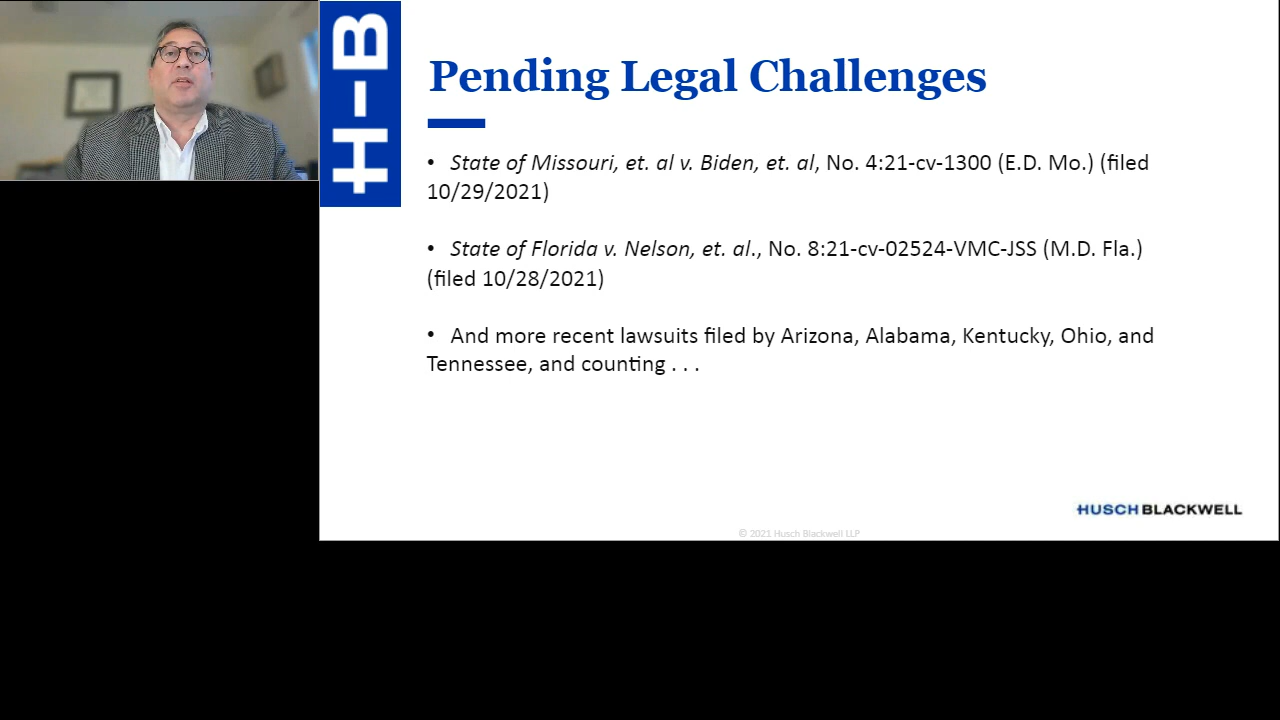 H-B
Pending Legal Challenges
• State of Missouri, et. al v. Biden, et. al, No. 4:21-cv-1300 (E.D. Mo.) (filed
10/29/2021)
• State of Florida v. Nelson, et. al., No. 8:21-cv-02524-VMC-JSS (M.D. Fla.)
(filed 10/28/2021)
• And more recent lawsuits filed by Arizona, Alabama, Kentucky, Ohio, and
Tennessee, and counting . . .
HUSCH BLACKWELL
© 2021 Husch Blackwell LLP